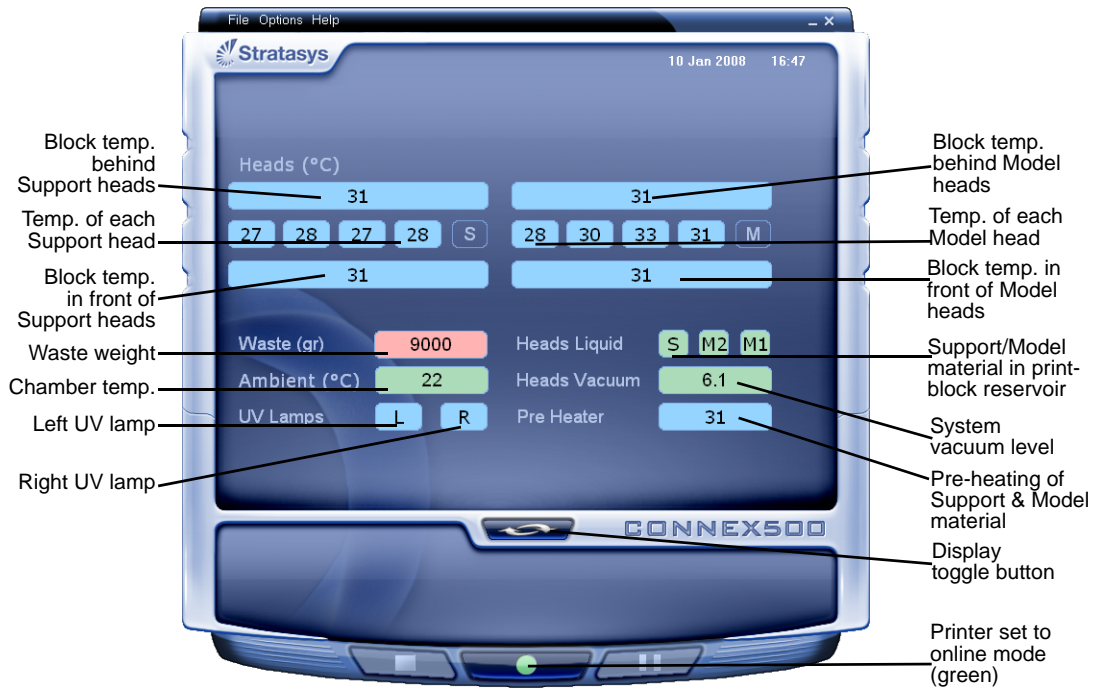 File Options Help
Stratasys
10 Jan 2008 16:47
Heads (°C)
31 31
27 28 27 28 S 28 30 33 31 M
31 31
Waste (gr) 9000 Heads Liquid S M2 M1
Ambient (°C) 22 Heads Vacuum 6.1
UV Lamps L R Pre Heater 31
CONNEX500
Block temp.
behind
Support heads
Temp. of each
Support head
Block temp.
in front of
Support heads
Waste weight
Chamber temp.
Left UV lamp
Right UV lamp
Block temp.
behind Model
heads
Temp. of each
Model head
Block temp. in
front of Model
heads
Support/Model
material in print-
block reservoir
System
vacuum level
Pre-heating of
Support & Model
material
Display
toggle button
Printer set to
online mode
(green)